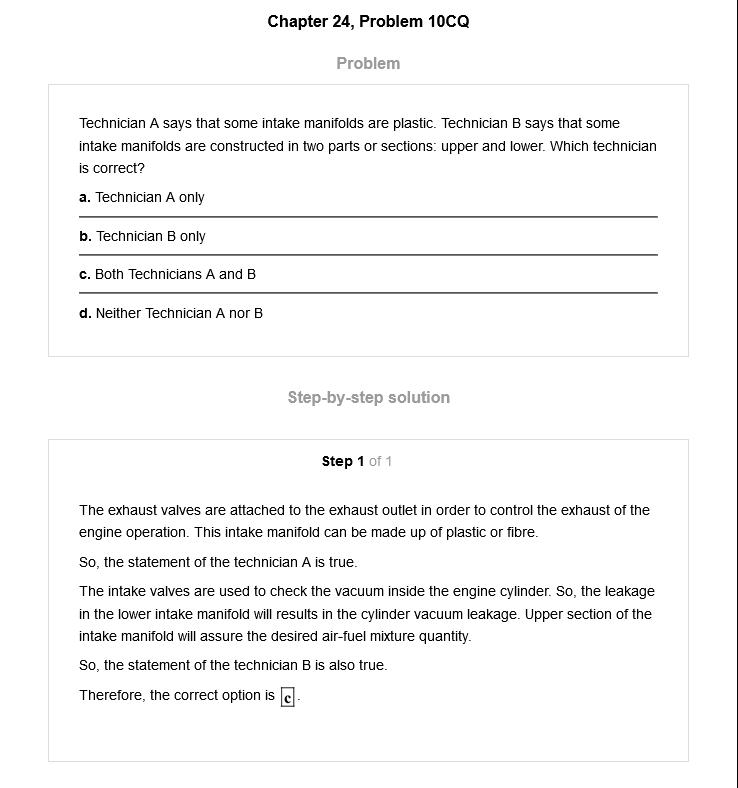 Chapter 24, Problem 10CQ
Problem
Technician A says that some intake manifolds are plastic. Technician B says that some
intake manifolds are constructed in two parts or sections: upper and lower. Which technician
is correct?
a. Technician A only
b. Technician B only
c. Both Technicians A and B
d. Neither Technician A nor B
Step-by-step solution
Step 1 of 1
The exhaust valves are attached to the exhaust outlet in order to control the exhaust of the
engine operation. This intake manifold can be made up of plastic or fibre.
So, the statement of the technician A is true.
The intake valves are used to check the vacuum inside the engine cylinder. So, the leakage
in the lower intake manifold will results in the cylinder vacuum leakage. Upper section of the
intake manifold will assure the desired air-fuel mixture quantity.
So, the statement of the technician B is also true.
Therefore, the correct option is c.